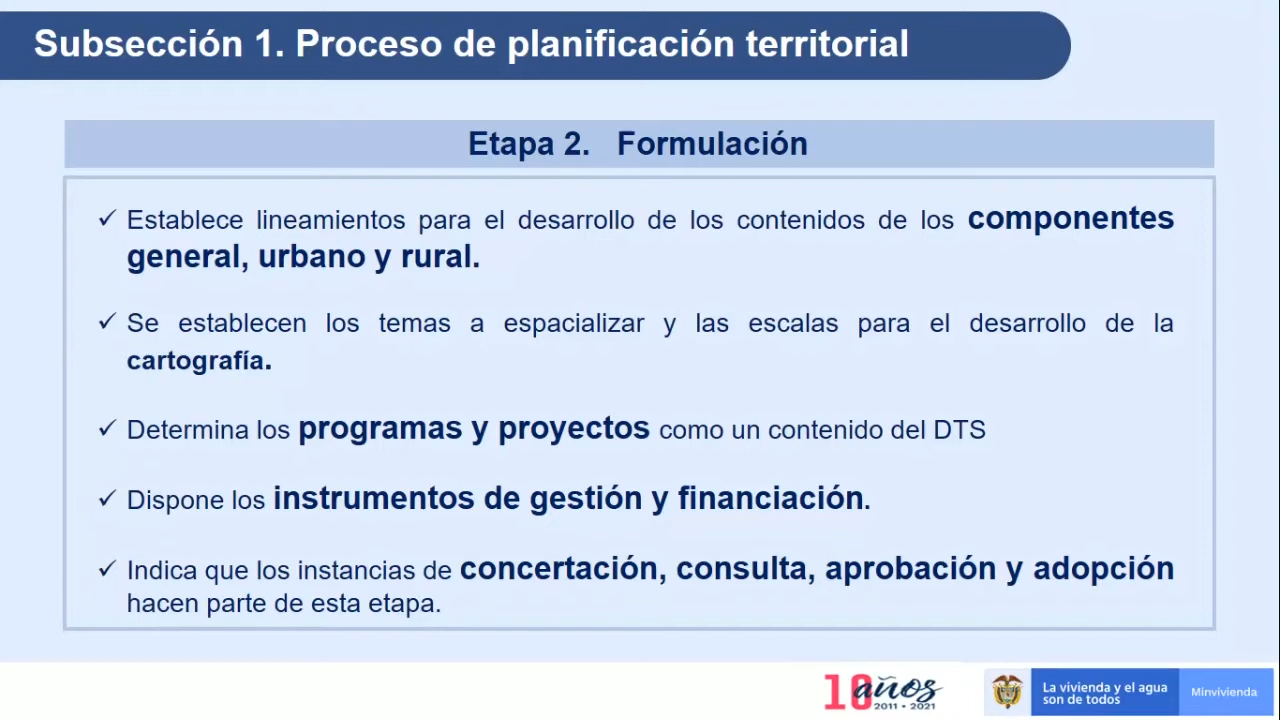 Subsección 1. Proceso de planificación territorial
Etapa 2. Formulación
✓ Establece lineamientos para el desarrollo de los contenidos de los componentes
general, urbano y rural.
✓ Se establecen los temas a espacializar y las escalas para el desarrollo de la
cartografía.
✓ Determina los programas y proyectos como un contenido del DTS
✓ Dispone los instrumentos de gestión y financiación.
✓ Indica que los instancias de concertación, consulta, aprobación y adopción
hacen parte de esta etapa.
10 años
2011 • 2021
La vivienda y el agua
son de todos
Minvivienda